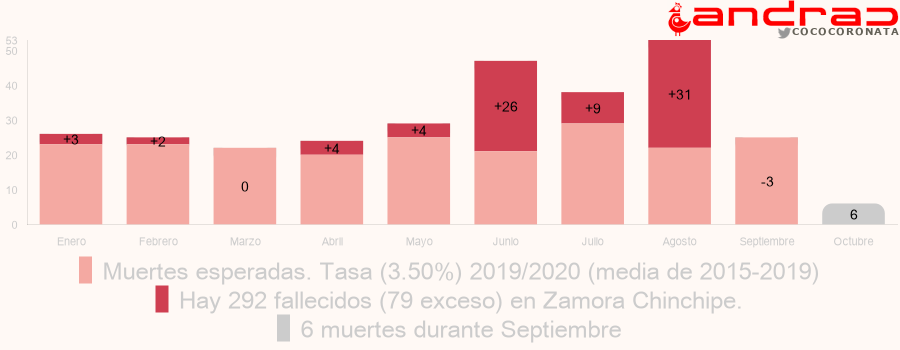 andrac
COCOCORONATA
53
50
40
30
20
10
0
+3
+2
0
+4
+4
+26
+9
+31
-3
6
Enero Febrero Marzo Abril Mayo Junio Julio Agosto Septiembre Octubre
Muertes esperadas. Tasa (3.50%) 2019/2020 (media de 2015-2019)
Hay 292 fallecidos (79 exceso) en Zamora Chinchipe.
6 muertes durante Septiembre